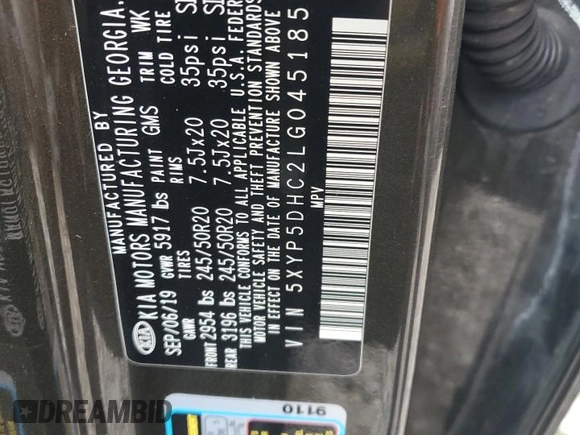 MANUFACTURED BY
KIA KIA MOTORS MANUFACTURING GEORGIA.
SEP/06/19 GVWR 5917 lbs PAINT GMS TRIM WK
GAWR TIRES RIMS COLD TIRE
FRONT 2954 lbs 245/50R20 7.5Jx20 35psi
REAR 3196 lbs 245/50R20 7.5Jx20 35psi
THIS VEHICLE CONFORMS TO ALL APPLICABLE U.S.A. FEDER
MOTOR VEHICLE SAFETY AND THEFT PREVENTION STANDARDS
IN EFFECT ON THE DATE OF MANUFACTURE SHOWN ABOVE
VIN 5XYP5DHC2LG045185
MPV
9110
DREAMBID